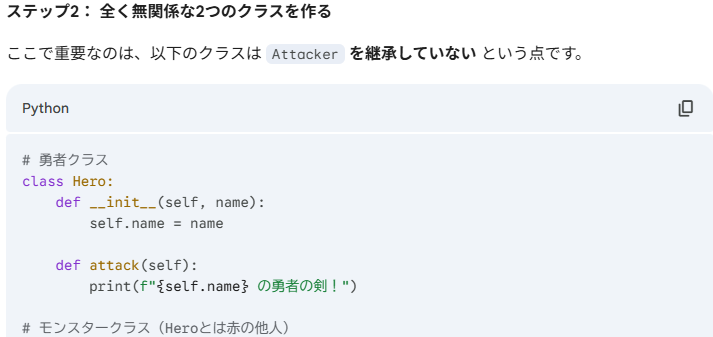 ステップ2： 全く無関係な2つのクラスを作る
ここで重要なのは、以下のクラスは Attacker を継承していない という点です。
Python
# 勇者クラス
class Hero:
    def __init__(self, name):
        self.name = name
    def attack(self):
        print(f"{self.name} の勇者の剣！")
# モンスタークラス（Heroとは赤の他人）